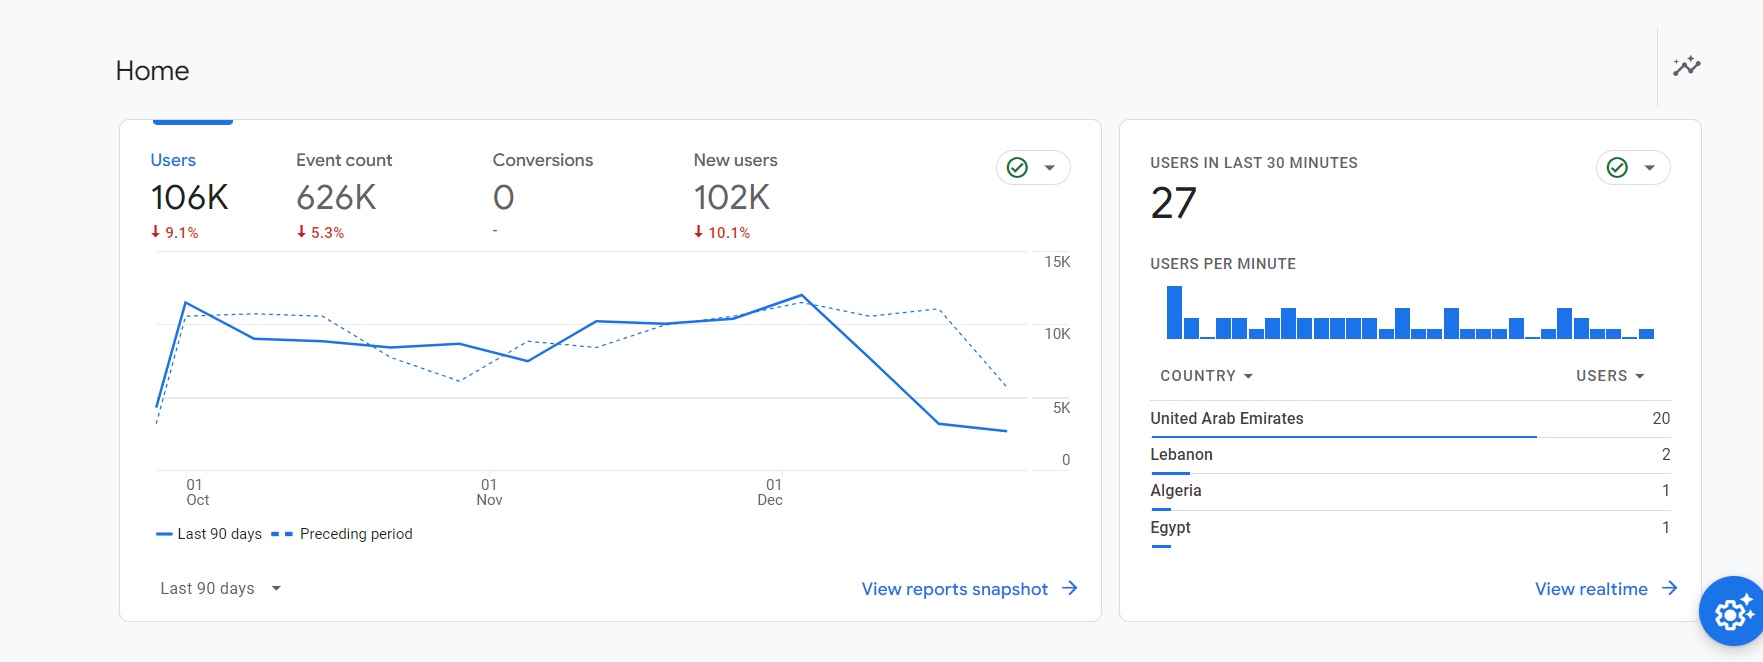 Home
Users
106K
9.1%
Event count
626K
5.3%
Conversions
0
-
New users
102K
10.1%
15K
10K
5K
0
01
Oct
01
Nov
01
Dec
Last 90 days
Preceding period
Last 90 days
View reports snapshot
USERS IN LAST 30 MINUTES
27
USERS PER MINUTE
COUNTRY USERS
United Arab Emirates 20
Lebanon 2
Algeria 1
Egypt 1
View realtime